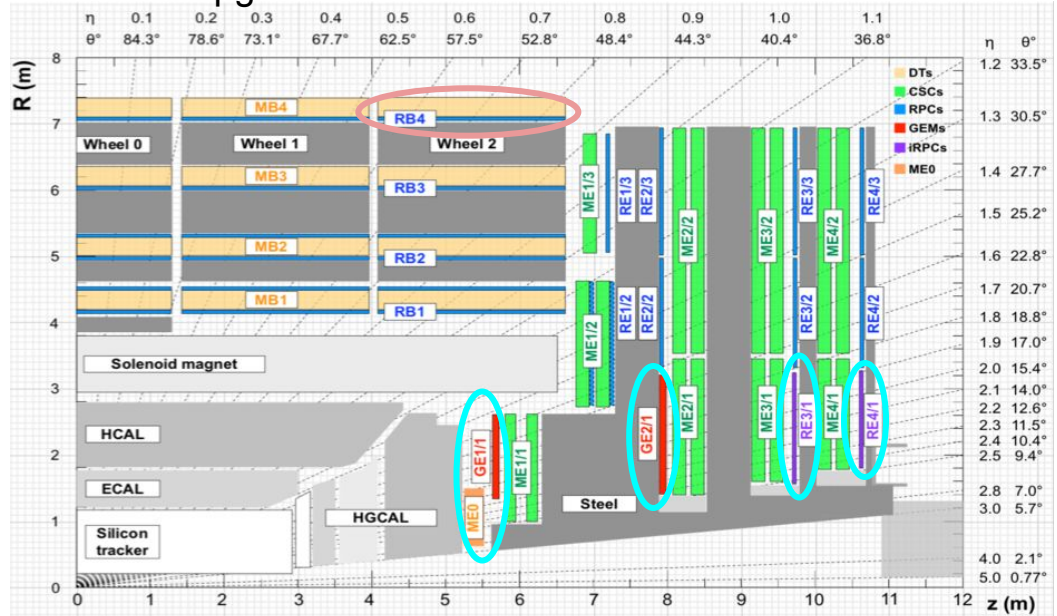 pg
η 0.1 0.2 0.3 0.4 0.5 0.6 0.7 0.8 0.9 1.0 1.1
θ° 84.3° 78.6° 73.1° 67.7° 62.5° 57.5° 52.8° 48.4° 44.3° 40.4° 36.8° η θ°
R (m)
8
7
6
5
4
3
2
1
0
1.2 33.5°
1.3 30.5°
1.4 27.7°
1.5 25.2°
1.6 22.8°
1.7 20.7°
1.8 18.8°
1.9 17.0°
2.0 15.4°
2.1 14.0°
2.2 12.6°
2.3 11.5°
2.4 10.4°
2.5 9.4°
2.8 7.0°
3.0 5.7°
4.0 2.1°
5.0 0.77°
DTs
CSCs
RPCs
GEMs
iRPCs
ME0
MB4
RB4
Wheel 0
Wheel 1
Wheel 2
MB3
RB3
MB2
RB2
MB1
RB1
Solenoid magnet
HCAL
ECAL
Silicon
tracker
HGCAL
Steel
ME1/3
RE1/3
RE2/3
ME2/2
ME3/2
RE3/3
ME4/2
RE4/3
ME1/2
RE1/2
RE2/2
RE3/2
RE4/2
GE1/1
ME1/1
ME0
GE2/1
ME2/1
ME3/1
RE3/1
ME4/1
RE4/1
0 1 2 3 4 5 6 7 8 9 10 11 12 z (m)